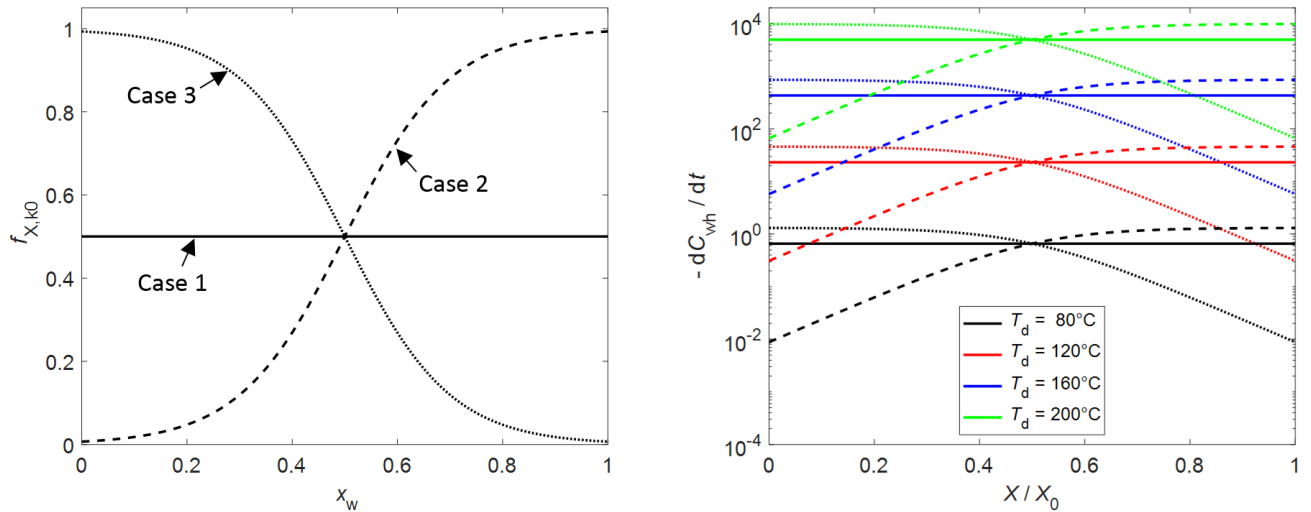 1
0.8
0.6
0.4
0.2
0
f_X,k0
Case 3
Case 2
Case 1
0 0.2 0.4 0.6 0.8 1
x_w
10^4
10^2
10^0
10^-2
10^-4
- dC_wh / dt
T_d = 80°C
T_d = 120°C
T_d = 160°C
T_d = 200°C
0 0.2 0.4 0.6 0.8 1
X / X_0